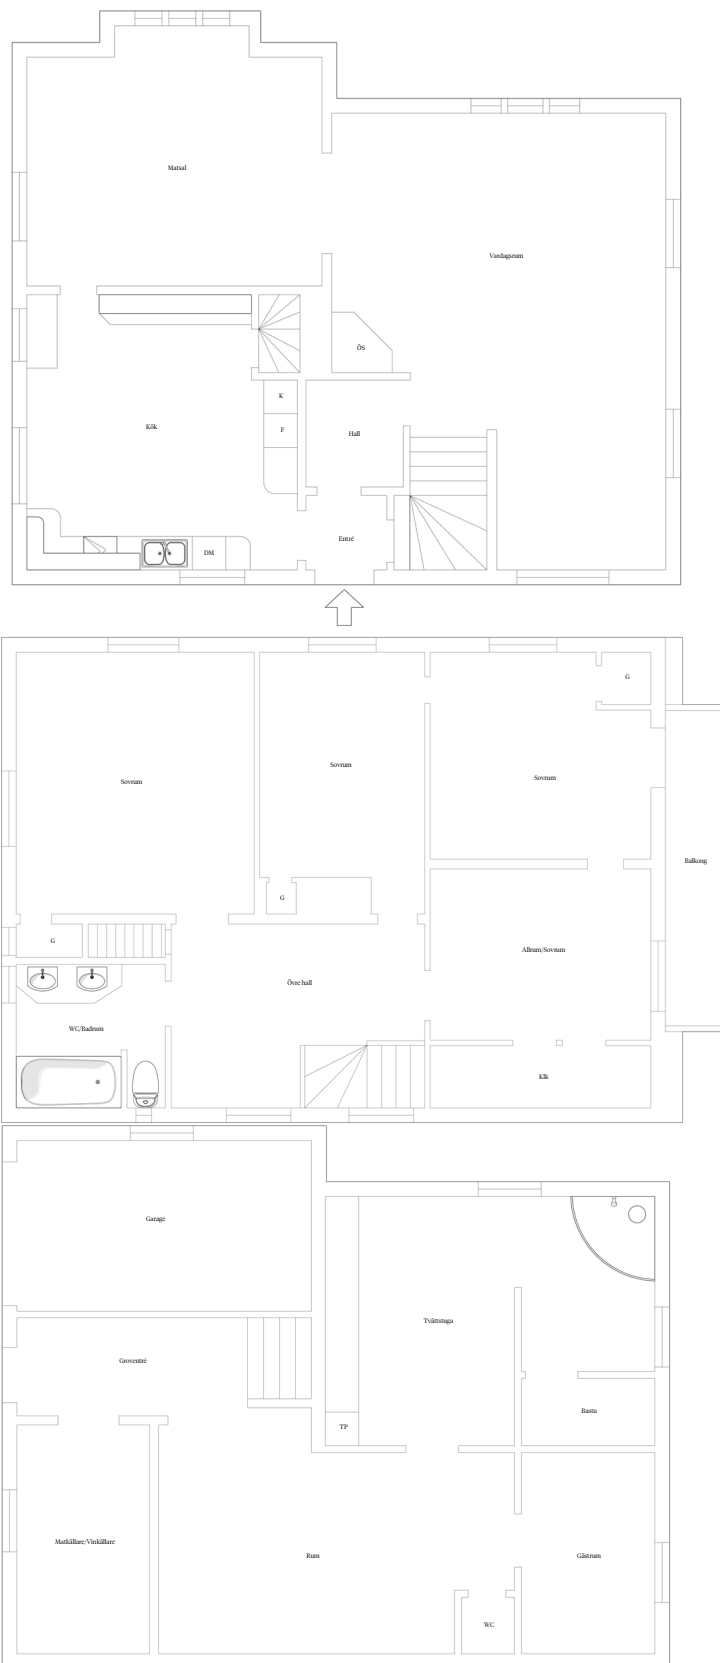 Matsal
Vardagsrum
ÖS
K
Kök
F
Hall
Entré
DM
G
Sovrum
Sovrum
Sovrum
Balkong
G
G
Allrum/Sovrum
Övre hall
WC/Badrum
Klk
Garage
Tvättstuga
Groventré
Bastu
TP
Matkällare/Vinkällare
Rum
Gästrum
WC